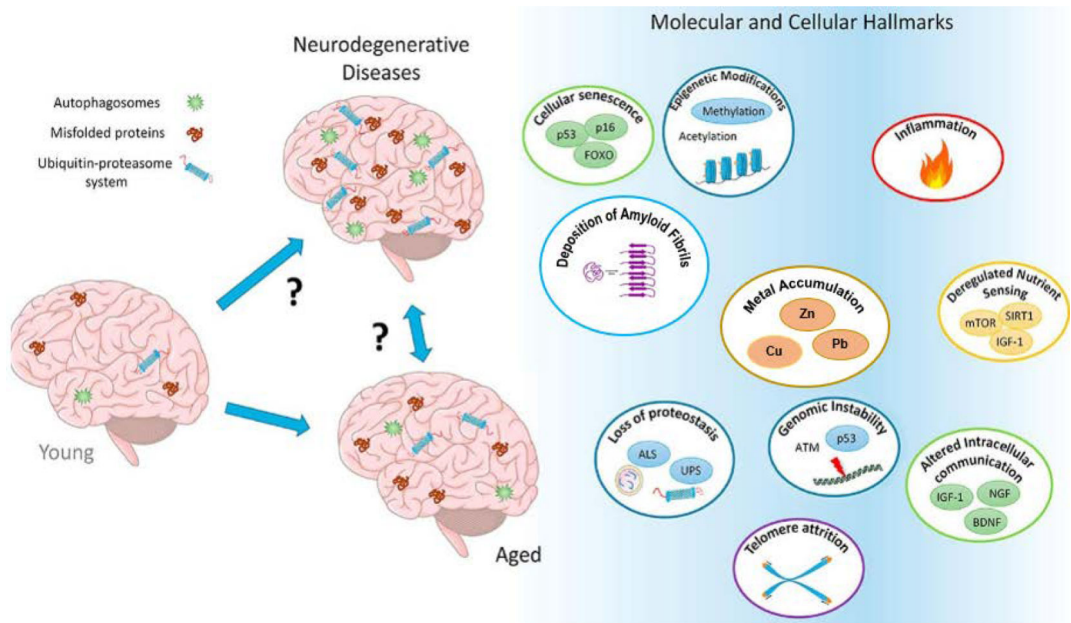 Molecular and Cellular Hallmarks
Neurodegenerative
Diseases
Autophagosomes
Misfolded proteins
Ubiquitin-proteasome
system
?
?
Young
Aged
Cellular senescence
p53
p16
FOXO
Epigenetic Modifications
Methylation
Acetylation
Inflammation
Deposition of Amyloid Fibrils
Metal Accumulation
Zn
Cu
Pb
Deregulated Nutrient
Sensing
mTOR
SIRT1
IGF-1
Loss of proteostasis
ALS
UPS
Genomic Instability
ATM
p53
Altered Intracellular
communication
IGF-1
NGF
BDNF
Telomere attrition